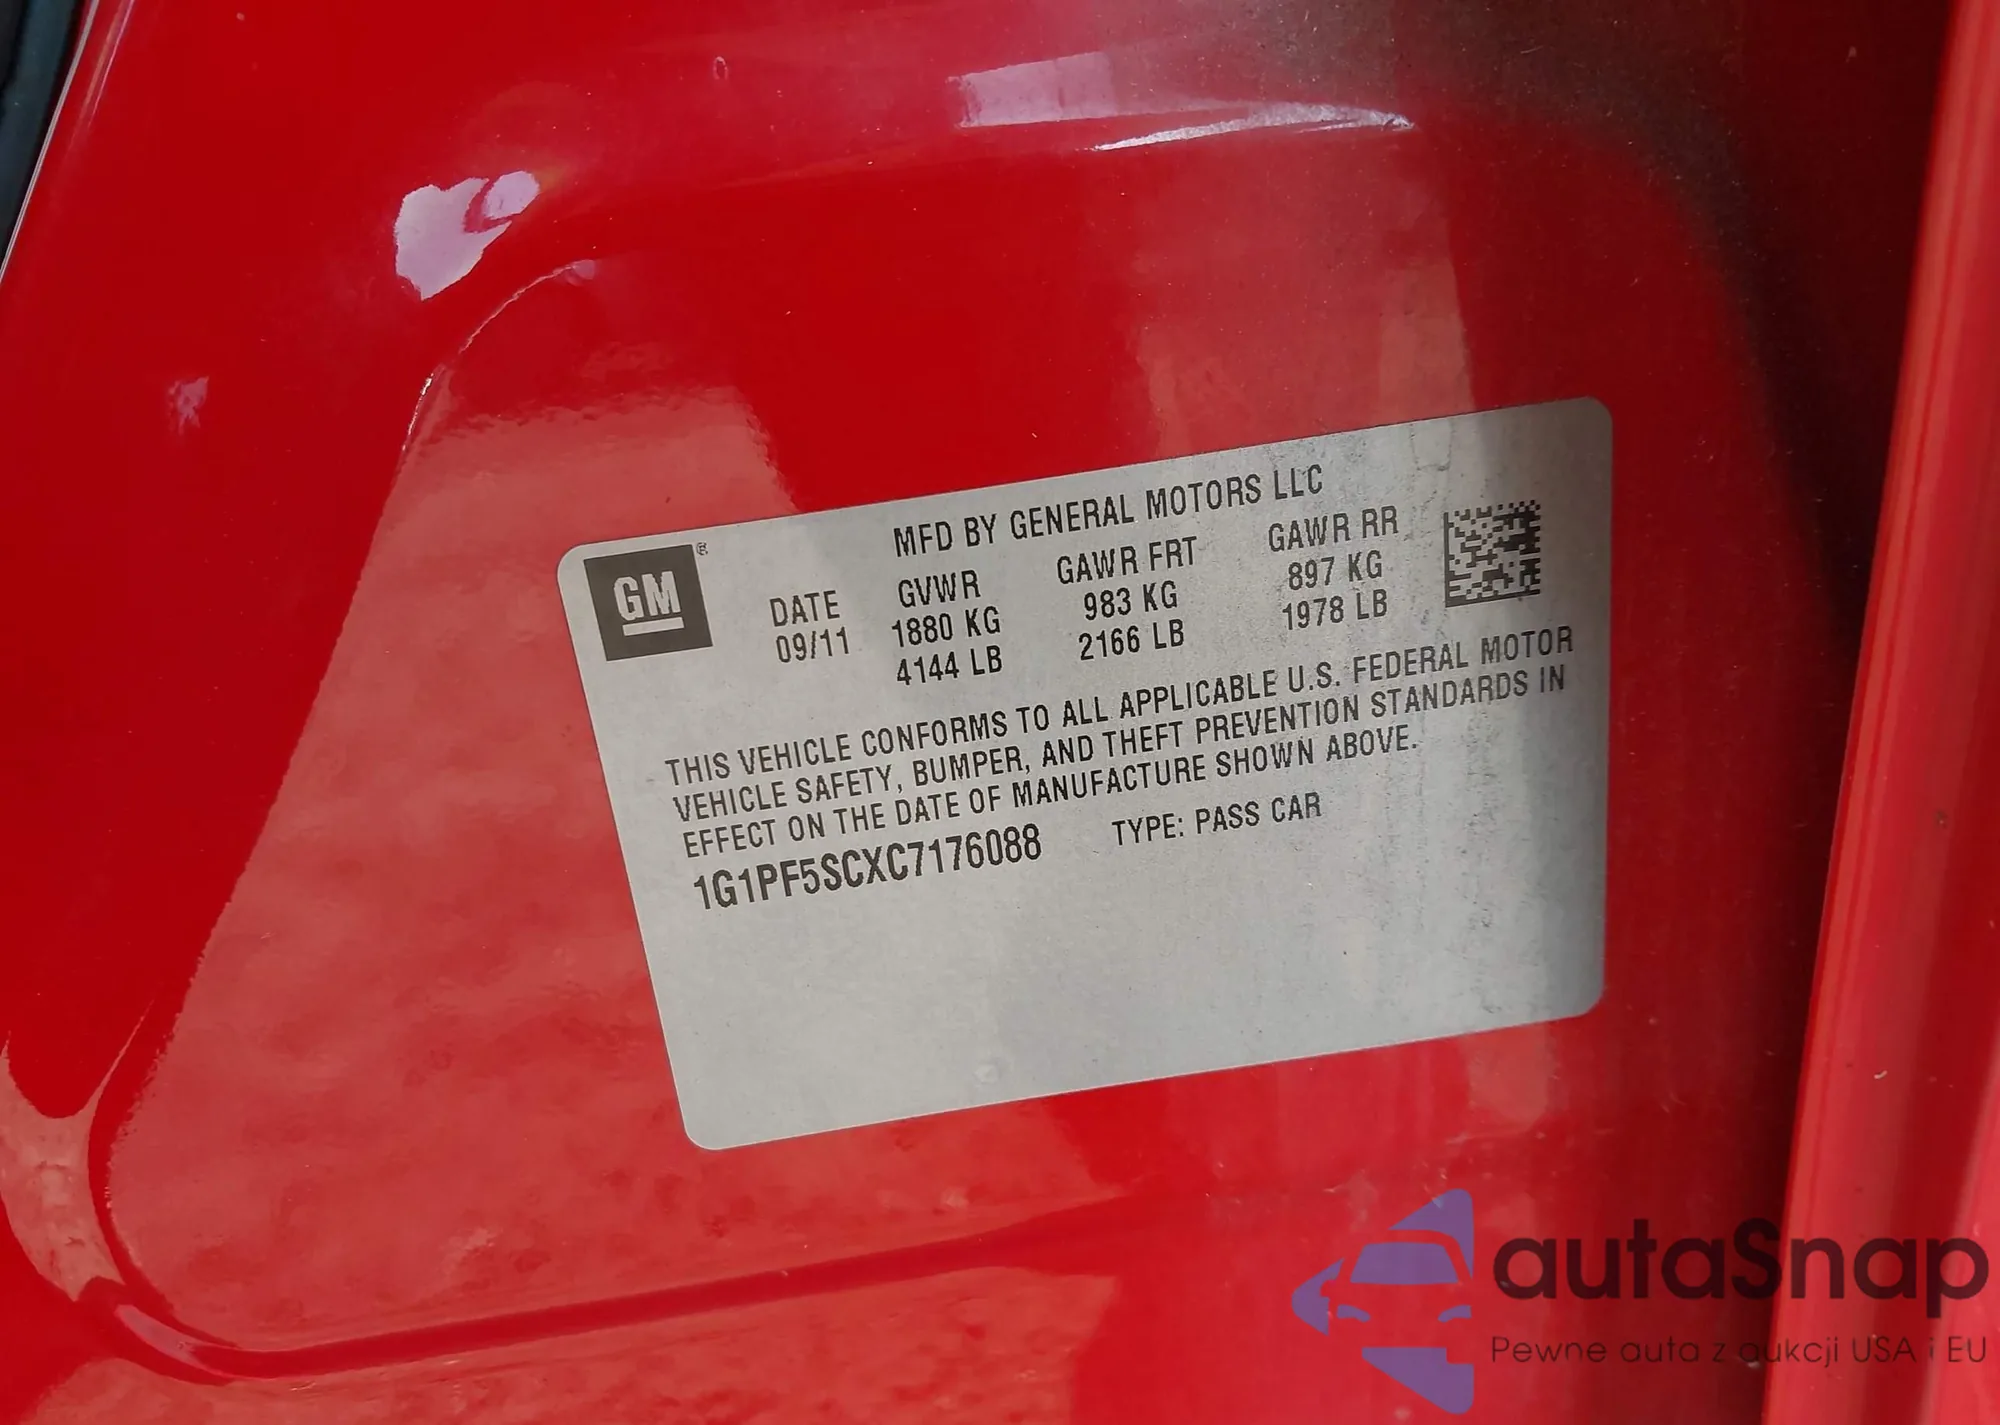 MFD BY GENERAL MOTORS LLC
GM®
DATE GVWR GAWR FRT GAWR RR
09/11 1880 KG 983 KG 897 KG
4144 LB 2166 LB 1978 LB
THIS VEHICLE CONFORMS TO ALL APPLICABLE U.S. FEDERAL MOTOR
VEHICLE SAFETY, BUMPER, AND THEFT PREVENTION STANDARDS IN
EFFECT ON THE DATE OF MANUFACTURE SHOWN ABOVE.
1G1PF5SCXC7176088 TYPE: PASS CAR
autaSnap
Pewne auta z aukcji USA i EU